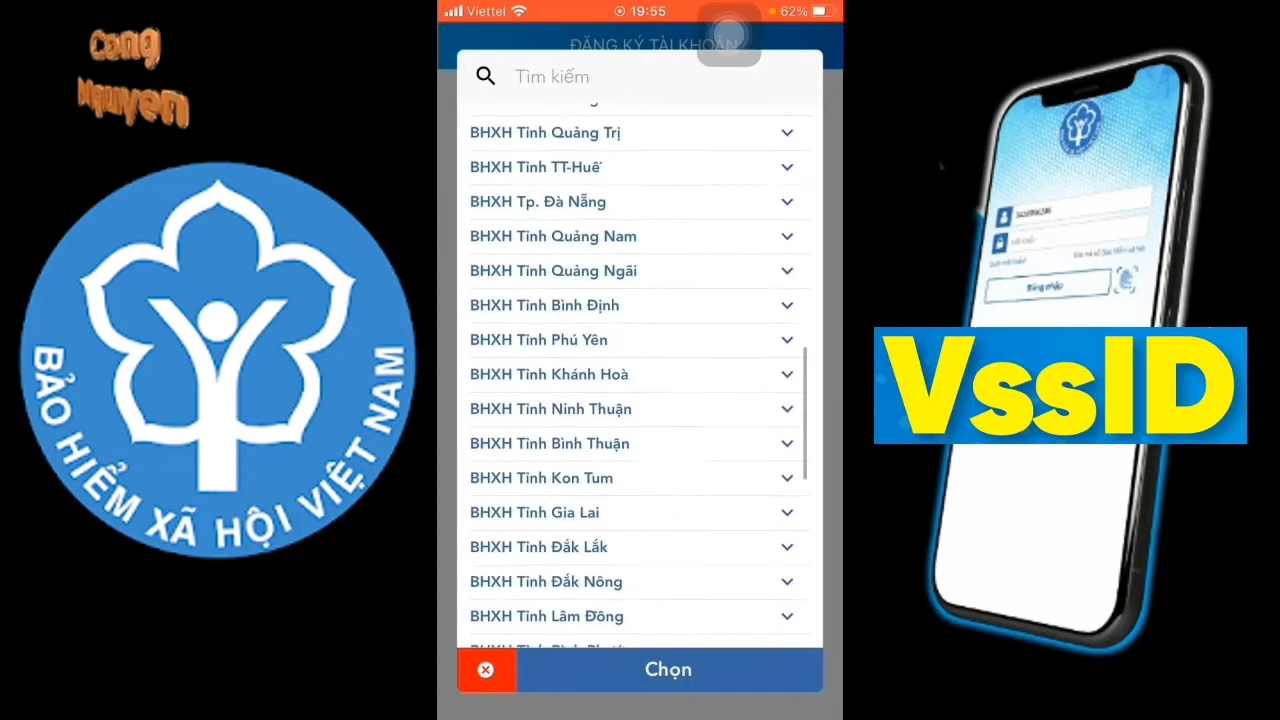 Cong
Nguyen
BẢO HIỂM XÃ HỘI VIỆT NAM
Viettel
19:55
62%
ĐĂNG KÝ TÀI KHOẢN
Tìm kiếm
BHXH Tỉnh Quảng Trị
BHXH Tỉnh TT-Huế
BHXH Tp. Đà Nẵng
BHXH Tỉnh Quảng Nam
BHXH Tỉnh Quảng Ngãi
BHXH Tỉnh Bình Định
BHXH Tỉnh Phú Yên
BHXH Tỉnh Khánh Hoà
BHXH Tỉnh Ninh Thuận
BHXH Tỉnh Bình Thuận
BHXH Tỉnh Kon Tum
BHXH Tỉnh Gia Lai
BHXH Tỉnh Đắk Lắk
BHXH Tỉnh Đắk Nông
BHXH Tỉnh Lâm Đồng
Chọn
Đăng nhập
VssID